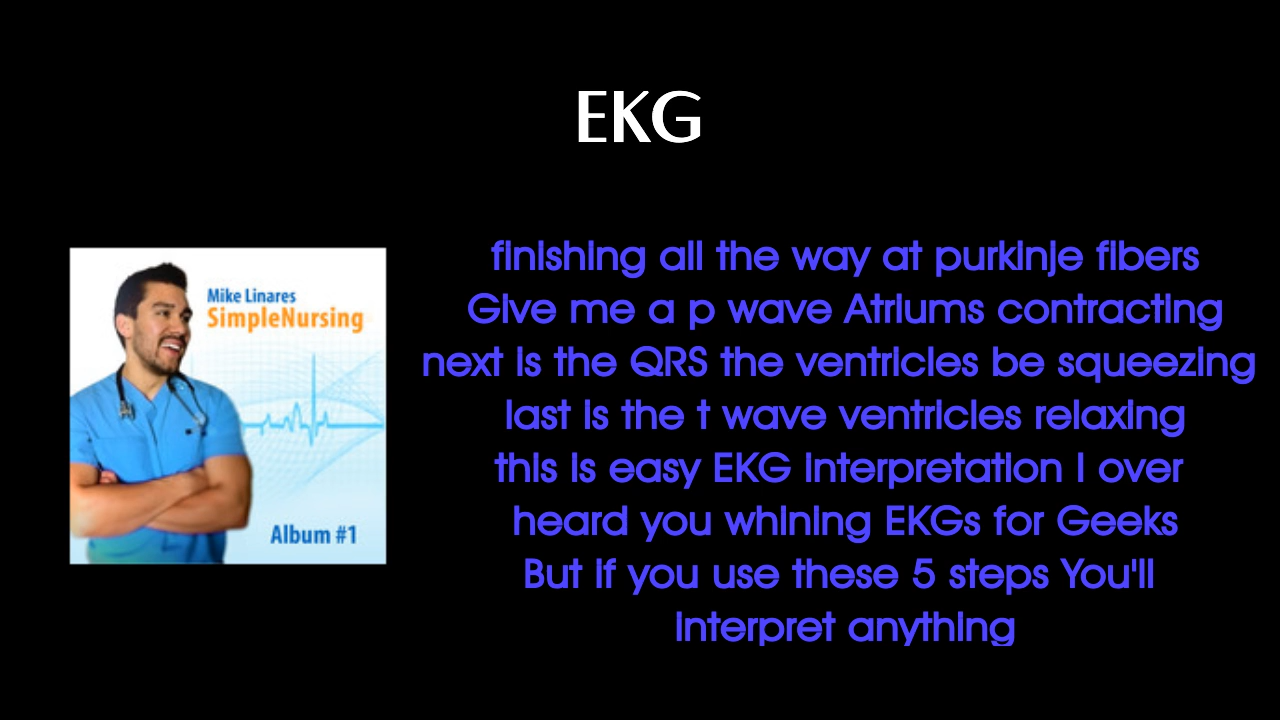 EKG
Mike Linares
SimpleNursing
Album #1
finishing all the way at purkinje fibers
Give me a p wave Atriums contracting
next is the QRS the ventricles be squeezing
last is the t wave ventricles relaxing
this is easy EKG interpretation I over
heard you whining EKGs for Geeks
But if you use these 5 steps You'll
interpret anything